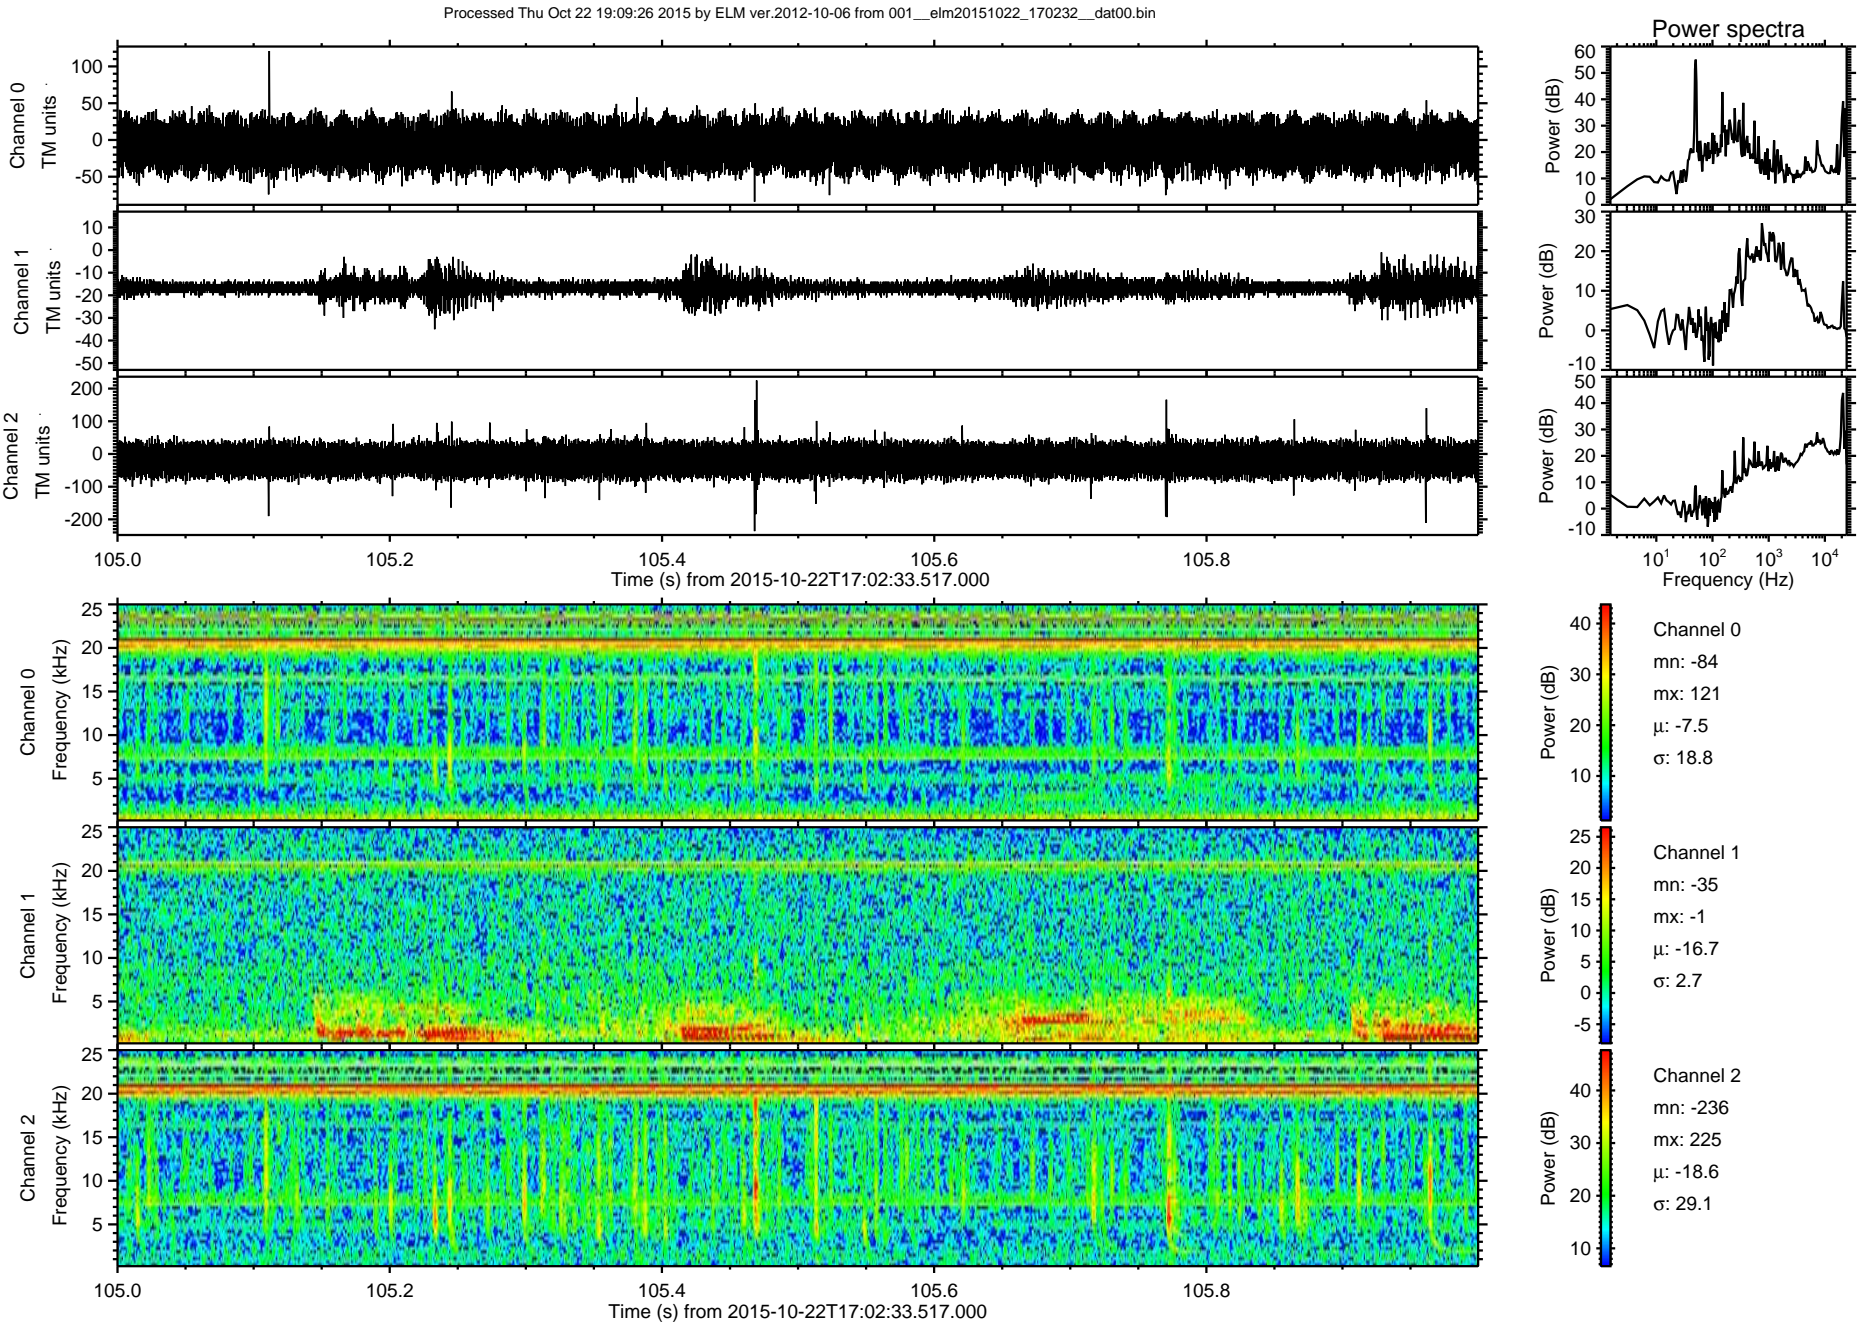 Processed Thu Oct 22 19:09:26 2015 by ELM ver.2012-10-06 from 001__elm20151022_170232__dat00.bin
Power spectra
Channel 0
TM units
100
50
0
-50
Power (dB)
60
50
40
30
20
10
0
Channel 1
TM units
10
0
-10
-20
-30
-40
-50
Power (dB)
30
20
10
0
-10
Channel 2
TM units
200
100
0
-100
-200
Power (dB)
50
40
30
20
10
0
-10
105.0 105.2 105.4 105.6 105.8
Time (s) from 2015-10-22T17:02:33.517.000
10^1 10^2 10^3 10^4
Frequency (Hz)
Channel 0
Frequency (kHz)
25
20
15
10
5
Power (dB)
40
30
20
10
Channel 0
mn: -84
mx: 121
μ: -7.5
σ: 18.8
Channel 1
Frequency (kHz)
25
20
15
10
5
Power (dB)
25
20
15
10
5
0
-5
Channel 1
mn: -35
mx: -1
μ: -16.7
σ: 2.7
Channel 2
Frequency (kHz)
25
20
15
10
5
Power (dB)
40
30
20
10
Channel 2
mn: -236
mx: 225
μ: -18.6
σ: 29.1
105.0 105.2 105.4 105.6 105.8
Time (s) from 2015-10-22T17:02:33.517.000